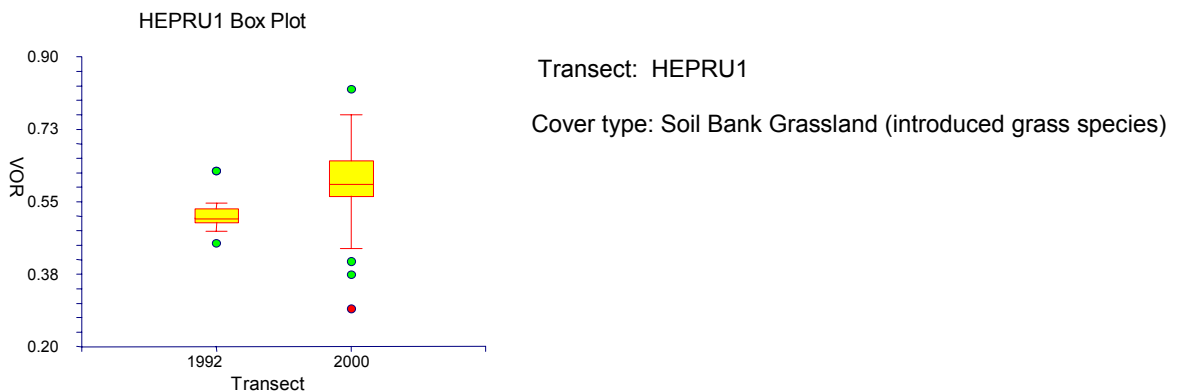 HEPRU1 Box Plot
0.90
0.73
0.55
0.38
0.20
VOR
1992
2000
Transect
Transect: HEPRU1
Cover type: Soil Bank Grassland (introduced grass species)